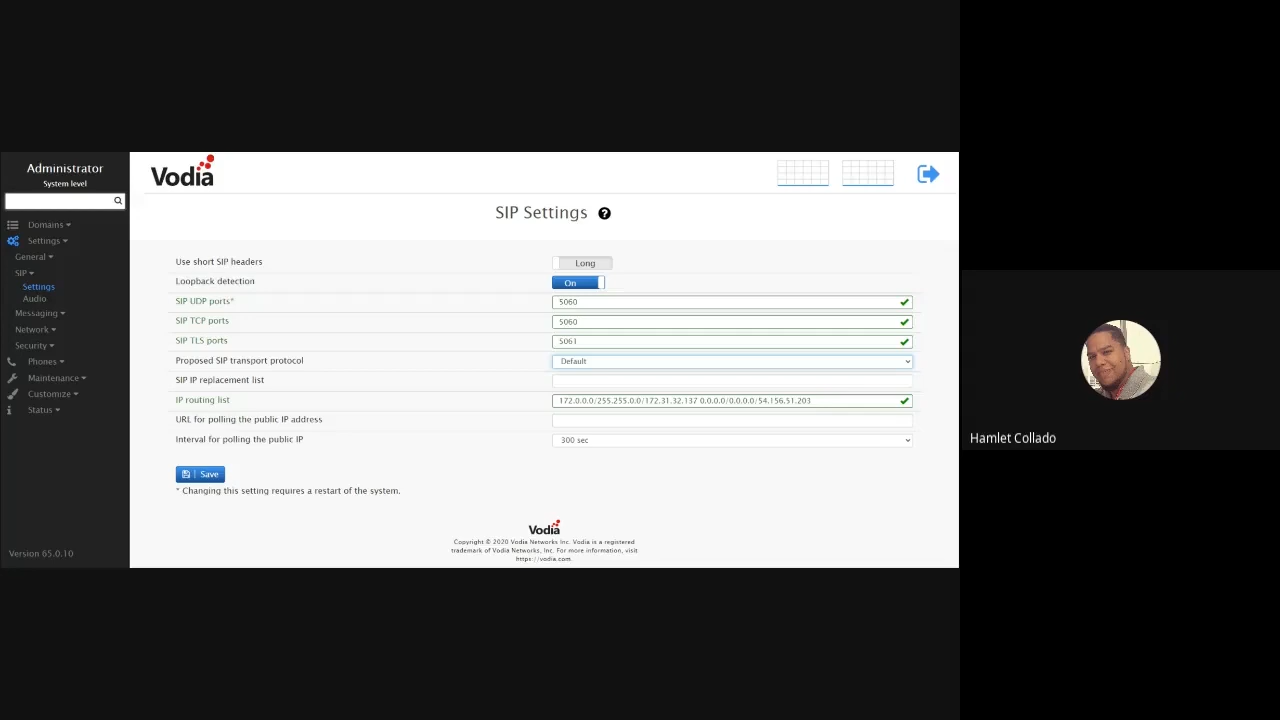 Administrator
System level
Domains
Settings
General
SIP
Settings
Audio
Messaging
Network
Security
Phones
Maintenance
Customize
Status
Version 65.0.10
Vodia
SIP Settings ?
Use short SIP headers Long
Loopback detection On
SIP UDP ports* 5060
SIP TCP ports 5060
SIP TLS ports 5061
Proposed SIP transport protocol Default
SIP IP replacement list
IP routing list 172.0.0.0/255.255.0.0/172.31.32.137 0.0.0.0/0.0.0.0/54.156.51.203
URL for polling the public IP address
Interval for polling the public IP 300 sec
Save
* Changing this setting requires a restart of the system.
Vodia
Copyright © 2020 Vodia Networks Inc. Vodia is a registered
trademark of Vodia Networks, Inc. For more information, visit
https://vodia.com.
Hamlet Collado